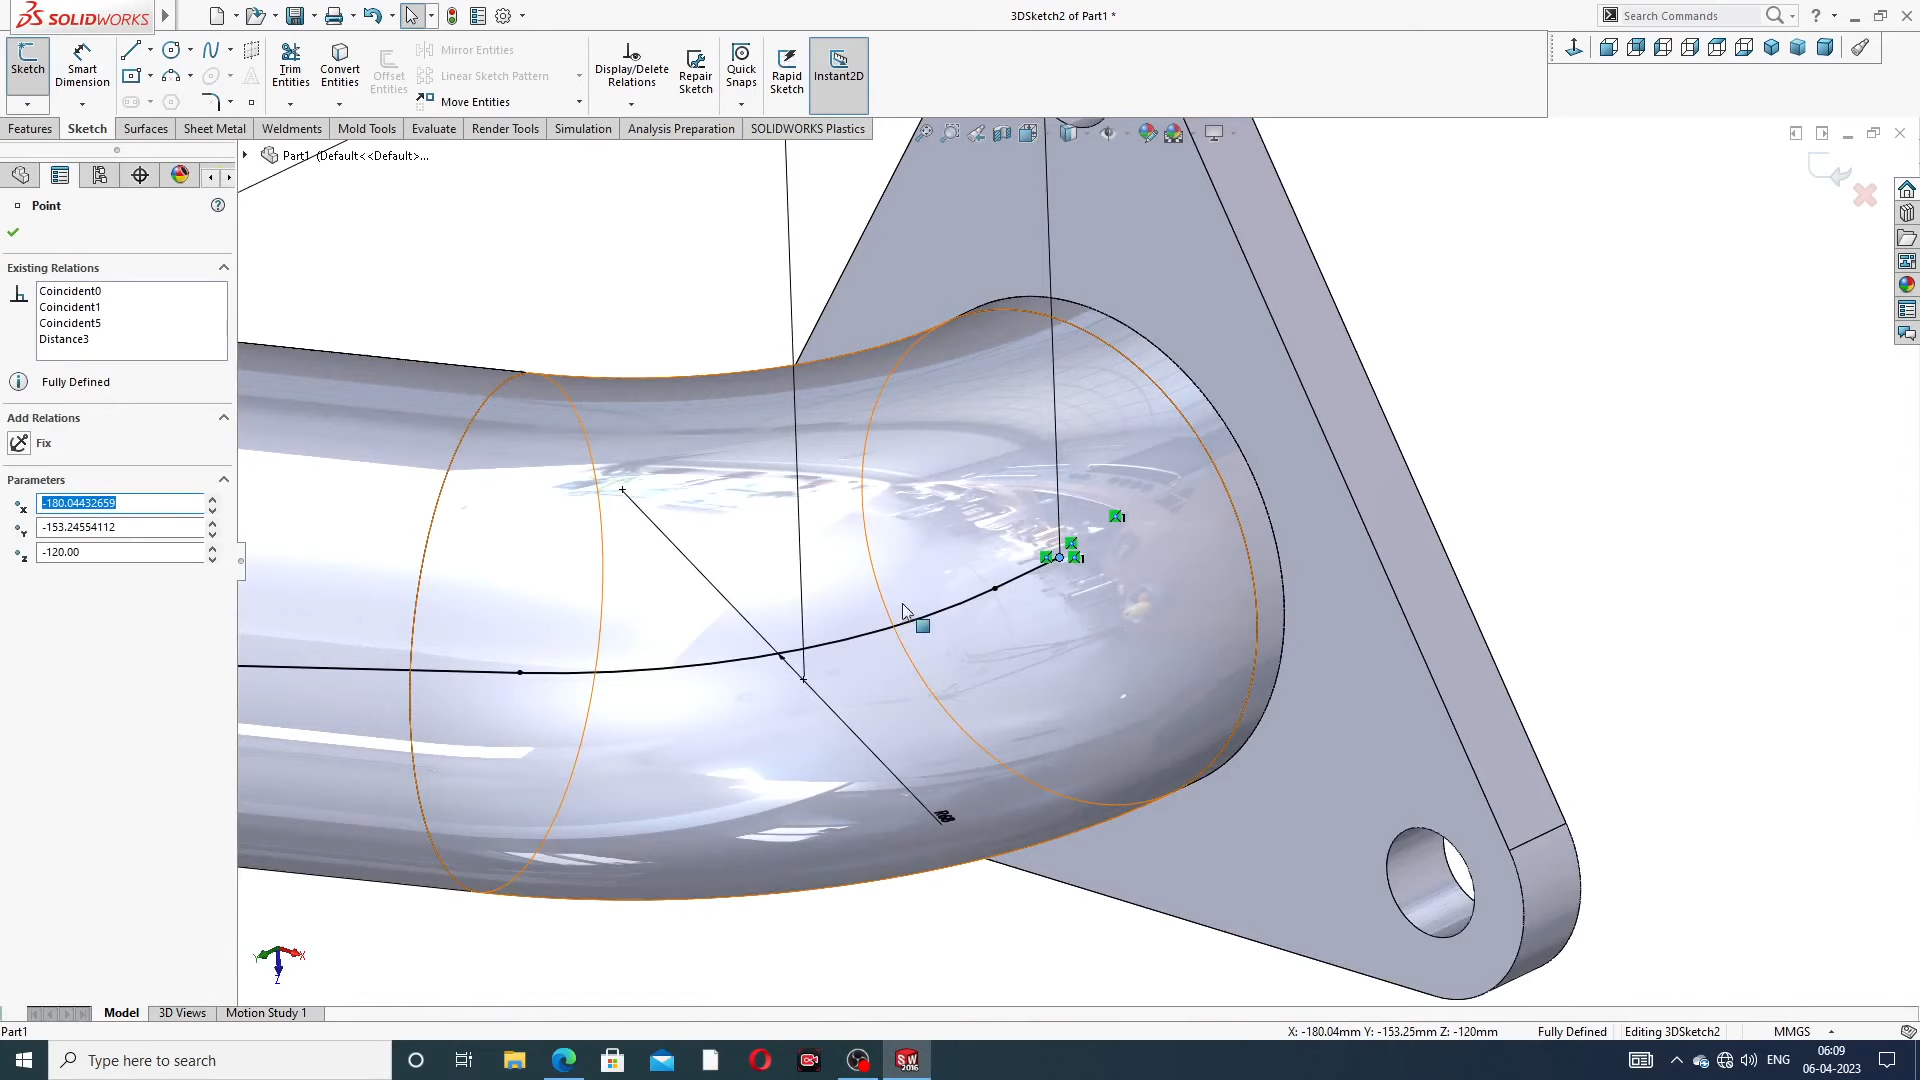 SOLIDWORKS
3DSketch2 of Part1 *
Search Commands
Sketch
Smart Dimension
Trim Entities
Convert Entities
Offset Entities
Mirror Entities
Linear Sketch Pattern
Move Entities
Display/Delete Relations
Repair Sketch
Quick Snaps
Rapid Sketch
Instant2D
Features
Sketch
Surfaces
Sheet Metal
Weldments
Mold Tools
Evaluate
Render Tools
Simulation
Analysis Preparation
SOLIDWORKS Plastics
Part1 (Default<<Default>...
Point
Existing Relations
Coincident0
Coincident1
Coincident5
Distance3
Fully Defined
Add Relations
Fix
Parameters
-180.04432659
-153.24554112
-120.00
1
1
X
Y
Z
Model
3D Views
Motion Study 1
Part1
X: -180.04mm Y: -153.25mm Z: -120mm
Fully Defined
Editing 3DSketch2
MMGS
Type here to search
SW
2016
ENG
06:09
06-04-2023